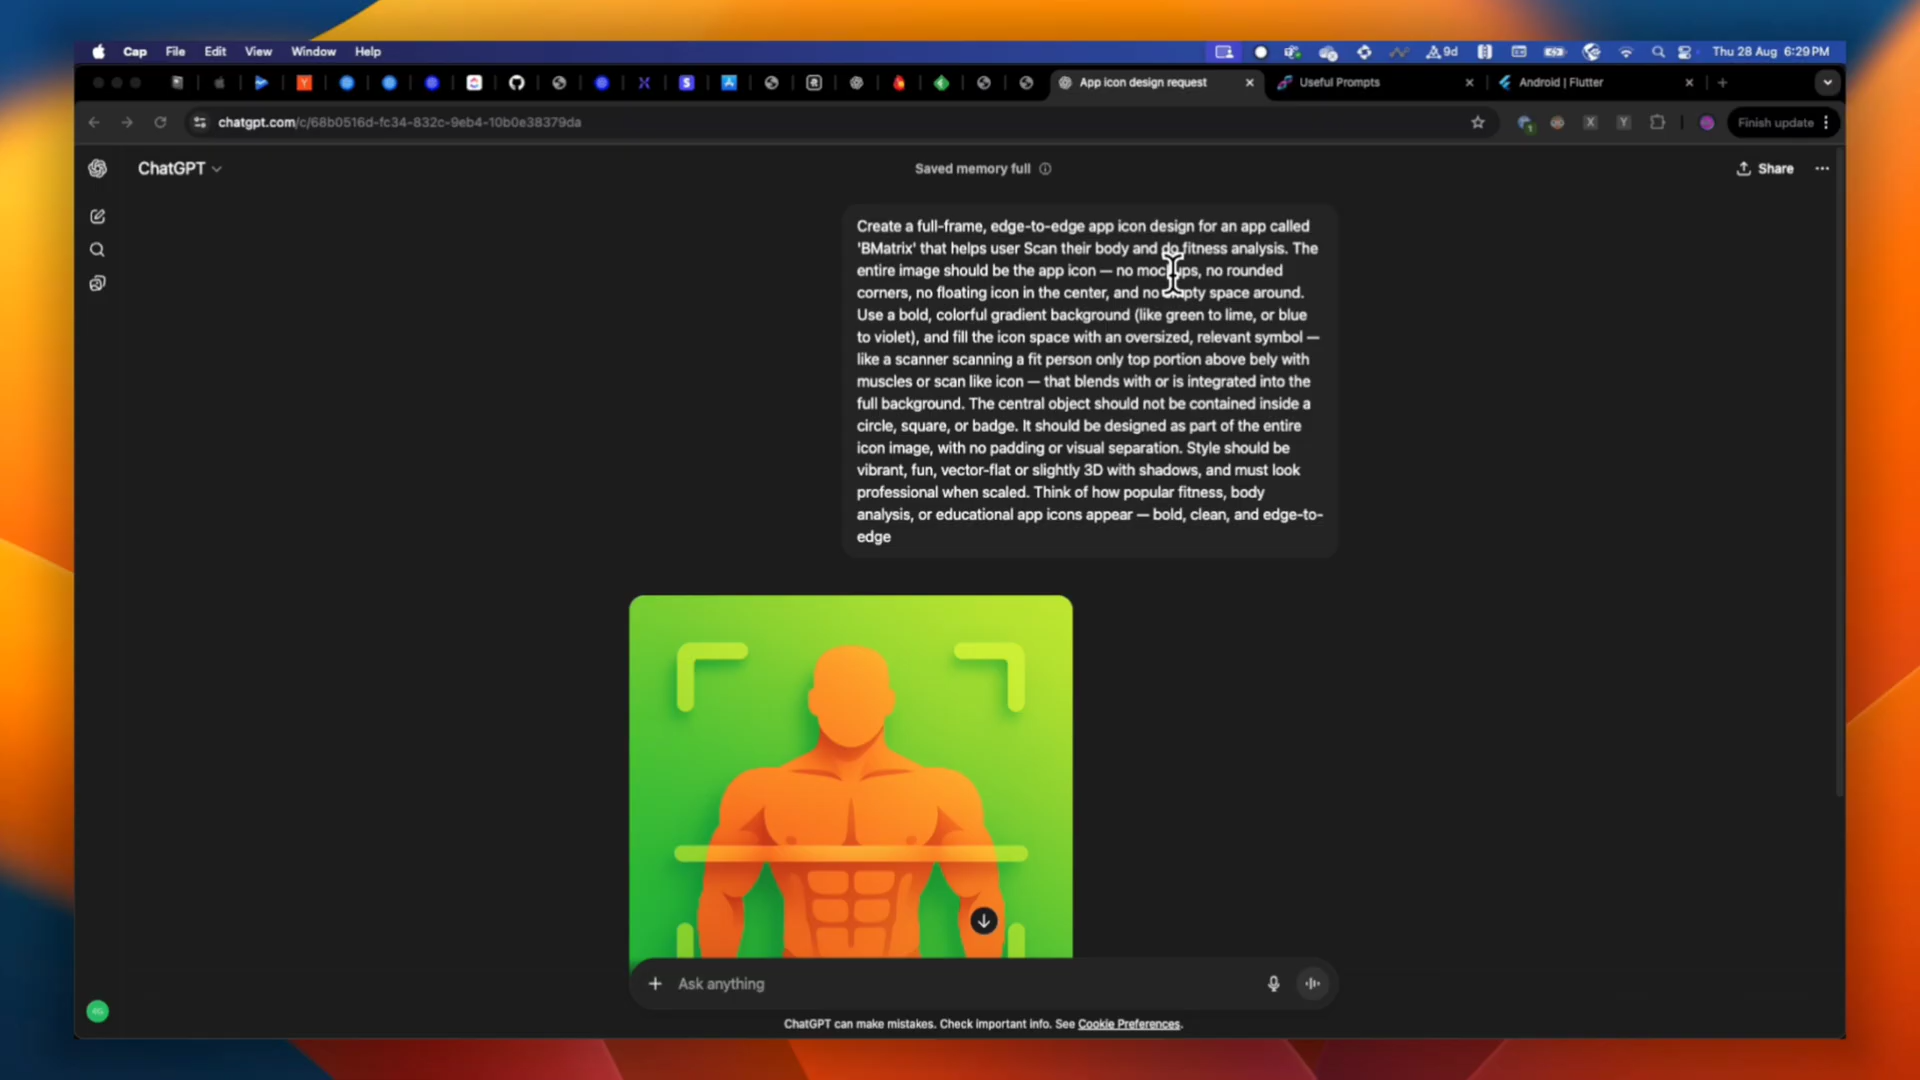 Cap File Edit View Window Help 9d Thu 28 Aug 6:29 PM
App icon design request Useful Prompts Android | Flutter
chatgpt.com/c/68b0516d-fc34-832c-9eb4-10b0e38379da Finish update
ChatGPT Saved memory full Share
Create a full-frame, edge-to-edge app icon design for an app called
'BMatrix' that helps user Scan their body and do fitness analysis. The
entire image should be the app icon — no mockups, no rounded
corners, no floating icon in the center, and no empty space around.
Use a bold, colorful gradient background (like green to lime, or blue
to violet), and fill the icon space with an oversized, relevant symbol —
like a scanner scanning a fit person only top portion above bely with
muscles or scan like icon — that blends with or is integrated into the
full background. The central object should not be contained inside a
circle, square, or badge. It should be designed as part of the entire
icon image, with no padding or visual separation. Style should be
vibrant, fun, vector-flat or slightly 3D with shadows, and must look
professional when scaled. Think of how popular fitness, body
analysis, or educational app icons appear — bold, clean, and edge-to-
edge
Ask anything
ChatGPT can make mistakes. Check important info. See Cookie Preferences.